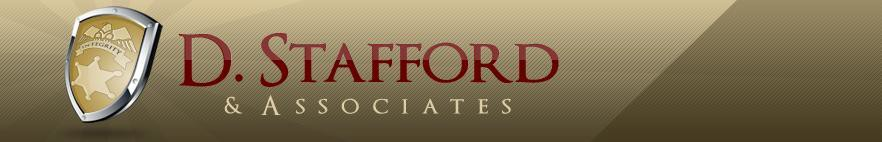 INTEGRITY
D. STAFFORD
& ASSOCIATES